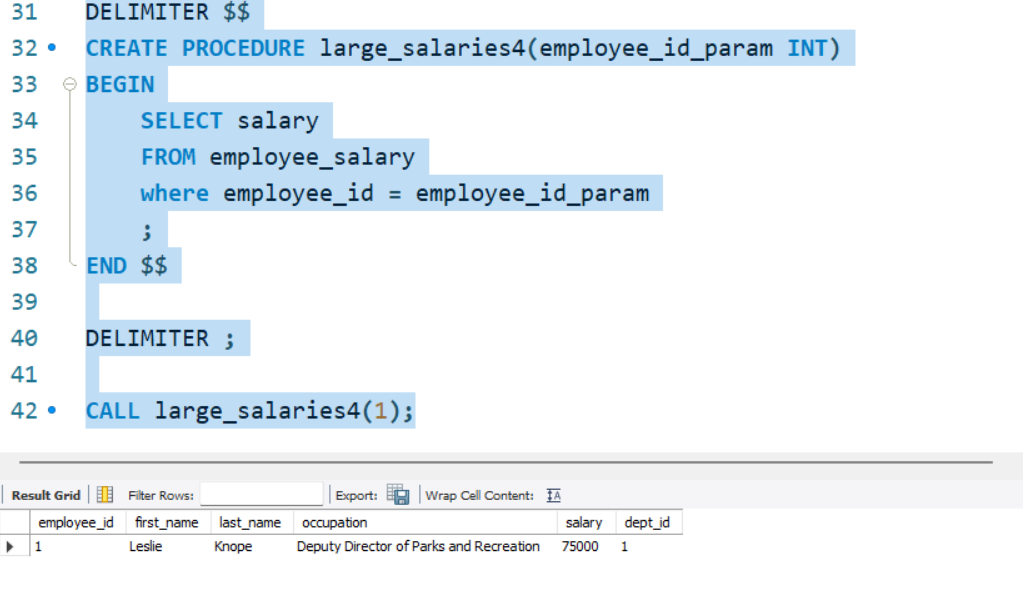 31 DELIMITER $$
32 CREATE PROCEDURE large_salaries4(employee_id_param INT)
33 BEGIN
34 SELECT salary
35 FROM employee_salary
36 where employee_id = employee_id_param
37 ;
38 END $$
39
40 DELIMITER ;
41
42 CALL large_salaries4(1);
Result Grid Filter Rows: Export: Wrap Cell Content: IA
employee_id first_name last_name occupation salary dept_id
1 Leslie Knope Deputy Director of Parks and Recreation 75000 1